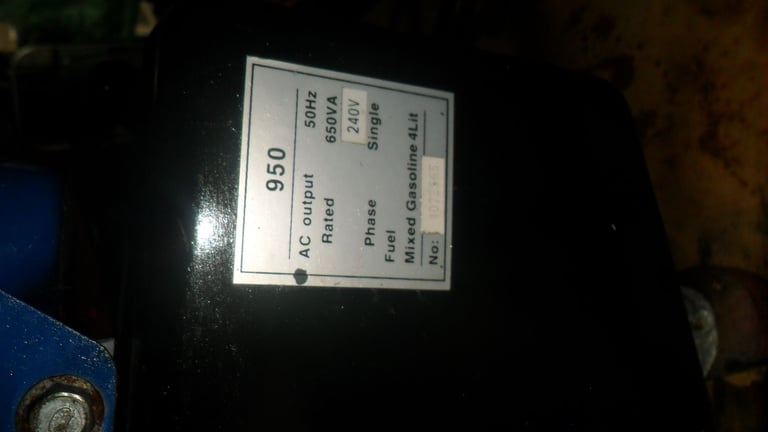 950
AC output 50Hz
Rated 650VA
240V
Phase Single
Fuel
Mixed Gasoline 4Lit
No: